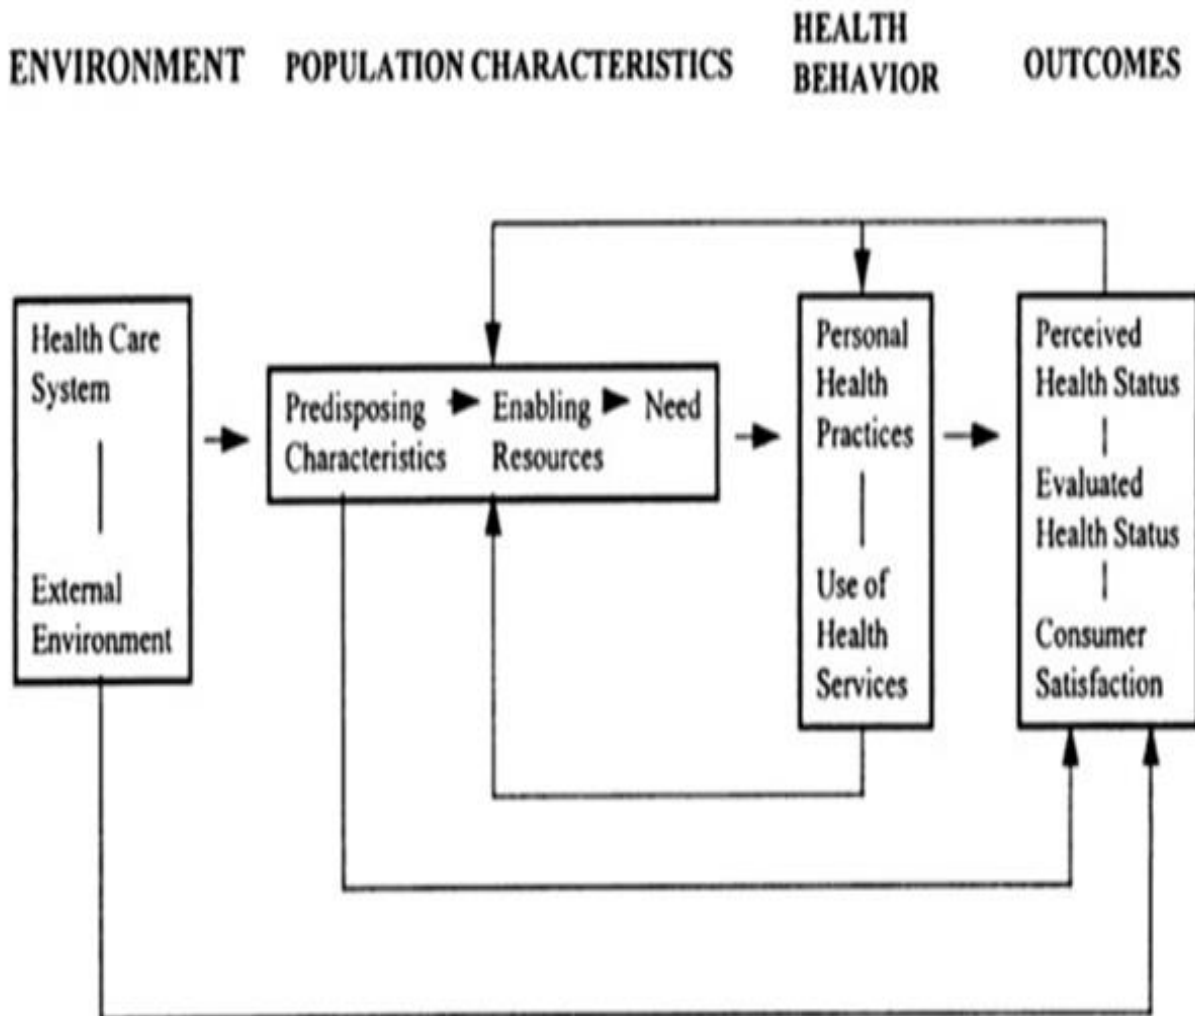 ENVIRONMENT
POPULATION CHARACTERISTICS
HEALTH
BEHAVIOR
OUTCOMES
Health Care
System
External
Environment
Predisposing
Characteristics
Enabling
Resources
Need
Personal
Health
Practices
Use of
Health
Services
Perceived
Health Status
Evaluated
Health Status
Consumer
Satisfaction